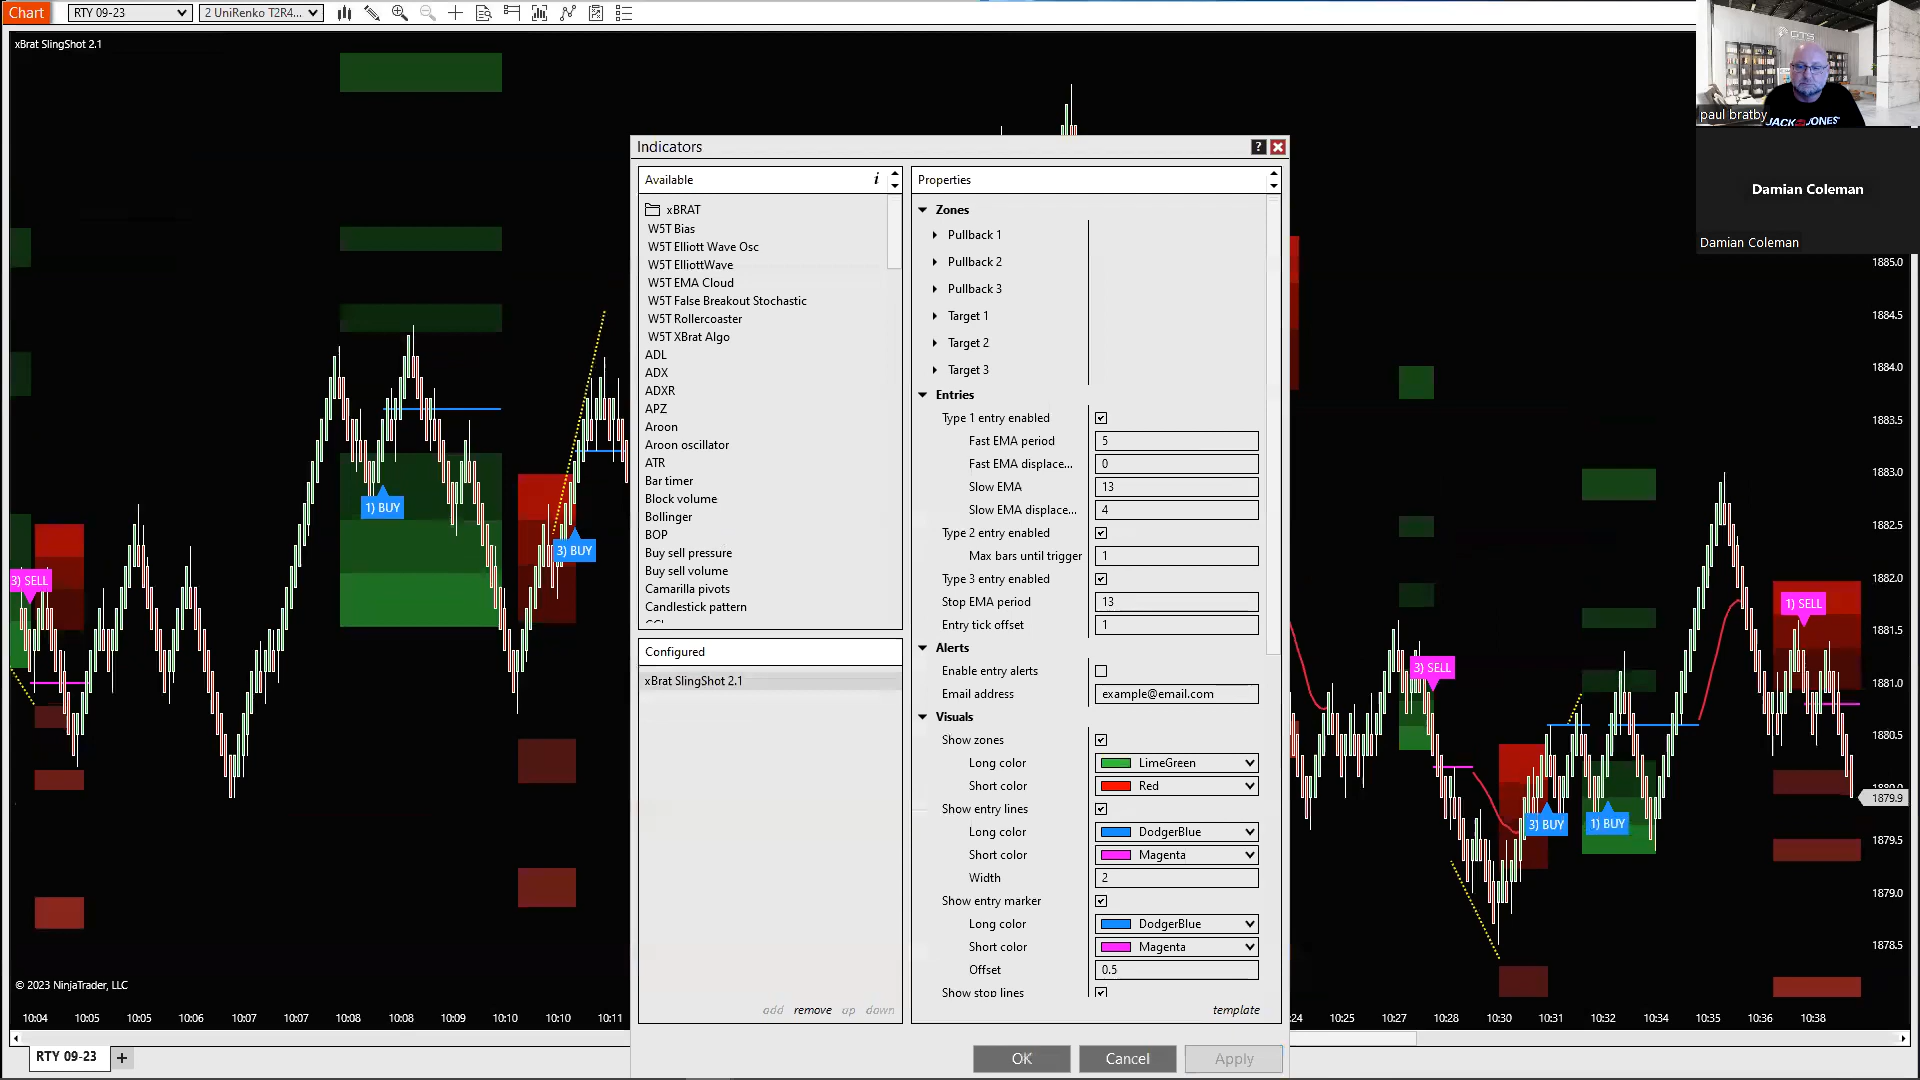 Chart
RTY 09-23
2 UniRenko T2R4...
xBrat SlingShot 2.1
GTS
paul bratby
JACK JONES
Damian Coleman
Damian Coleman
Indicators
?
Available
i
xBRAT
W5T Bias
W5T Elliott Wave Osc
W5T ElliottWave
W5T EMA Cloud
W5T False Breakout Stochastic
W5T Rollercoaster
W5T XBrat Algo
ADL
ADX
ADXR
APZ
Aroon
Aroon oscillator
ATR
Bar timer
Block volume
Bollinger
BOP
Buy sell pressure
Buy sell volume
Camarilla pivots
Candlestick pattern
Configured
xBrat SlingShot 2.1
add remove up down
Properties
Zones
Pullback 1
Pullback 2
Pullback 3
Target 1
Target 2
Target 3
Entries
Type 1 entry enabled
Fast EMA period 5
Fast EMA displace... 0
Slow EMA 13
Slow EMA displace... 4
Type 2 entry enabled
Max bars until trigger 1
Type 3 entry enabled
Stop EMA period 13
Entry tick offset 1
Alerts
Enable entry alerts
Email address example@email.com
Visuals
Show zones
Long color LimeGreen
Short color Red
Show entry lines
Long color DodgerBlue
Short color Magenta
Width 2
Show entry marker
Long color DodgerBlue
Short color Magenta
Offset 0.5
Show stop lines
template
OK Cancel Apply
3) SELL
1) BUY
3) BUY
3) SELL
3) BUY
1) BUY
1) SELL
1885.0
1884.5
1884.0
1883.5
1883.0
1882.5
1882.0
1881.5
1881.0
1880.5
1879.9
1879.5
1879.0
1878.5
© 2023 NinjaTrader, LLC
10:04 10:05 10:05 10:06 10:07 10:07 10:08 10:08 10:09 10:10 10:10 10:11 :24 10:25 10:27 10:28 10:30 10:31 10:32 10:34 10:35 10:36 10:38
RTY 09-23 +